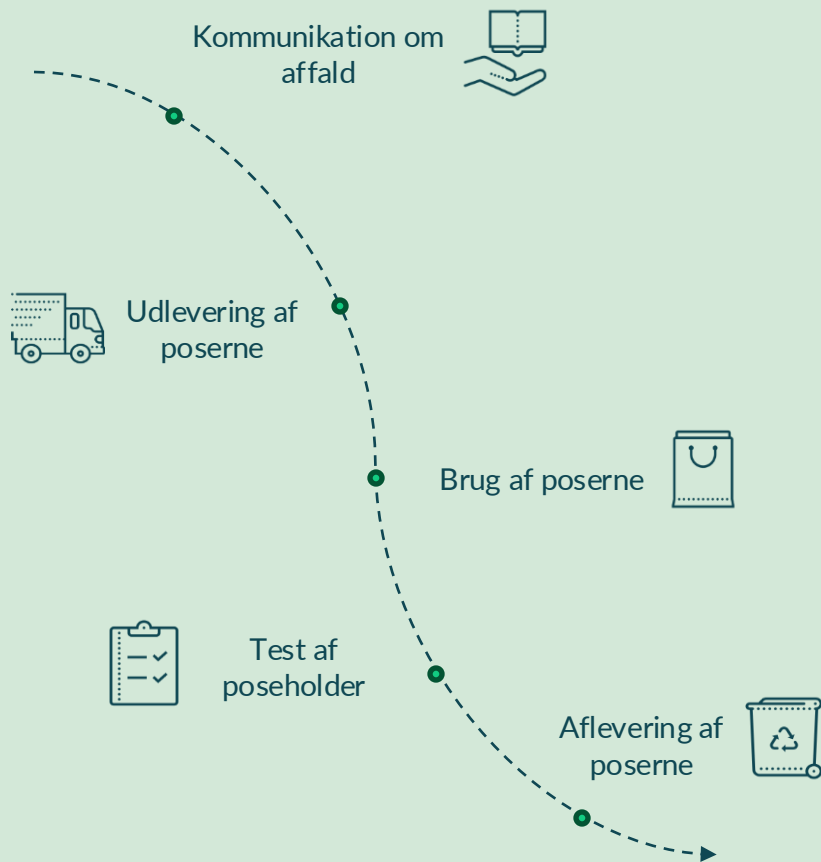 Kommunikation om
affald
Udlevering af
poserne
Brug af poserne
Test af
poseholder
Aflevering af
poserne